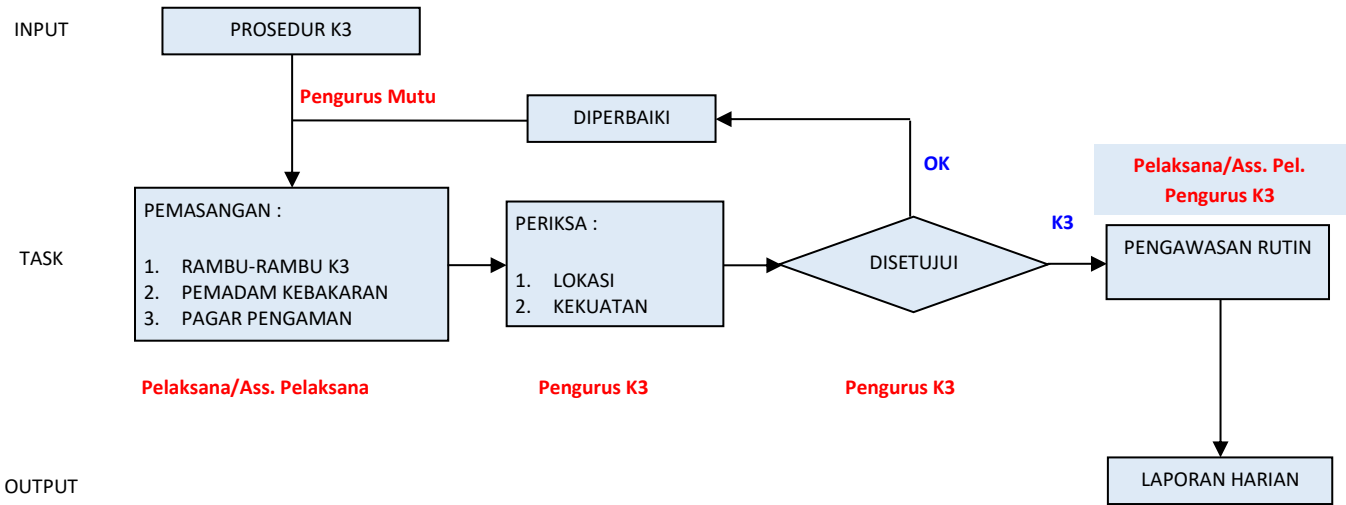 INPUT
PROSEDUR K3
Pengurus Mutu
DIPERBAIKI
OK
Pelaksana/Ass. Pel.
Pengurus K3
K3
TASK
PEMASANGAN :
1. RAMBU-RAMBU K3
2. PEMADAM KEBAKARAN
3. PAGAR PENGAMAN
PERIKSA :
1. LOKASI
2. KEKUATAN
DISETUJUI
PENGAWASAN RUTIN
Pelaksana/Ass. Pelaksana
Pengurus K3
Pengurus K3
OUTPUT
LAPORAN HARIAN